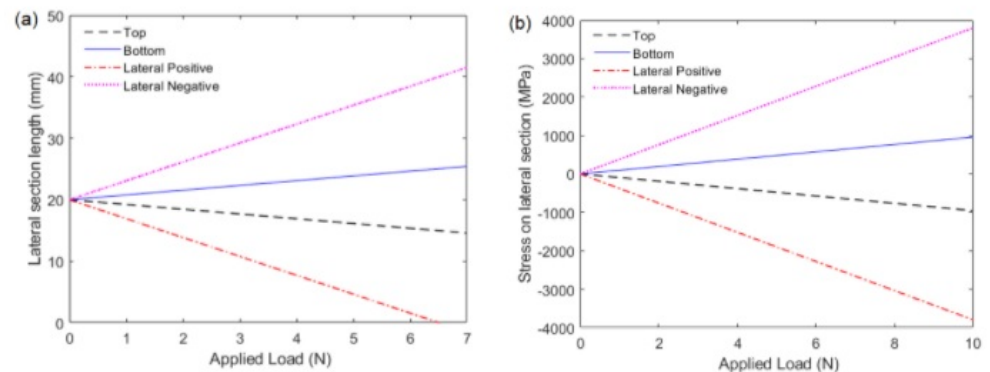 (a)
50
40
30
20
10
0
Lateral section length (mm)
Top
Bottom
Lateral Positive
Lateral Negative
0 1 2 3 4 5 6 7
Applied Load (N)
(b)
4000
3000
2000
1000
0
-1000
-2000
-3000
-4000
Stress on lateral section (MPa)
Top
Bottom
Lateral Positive
Lateral Negative
0 2 4 6 8 10
Applied Load (N)